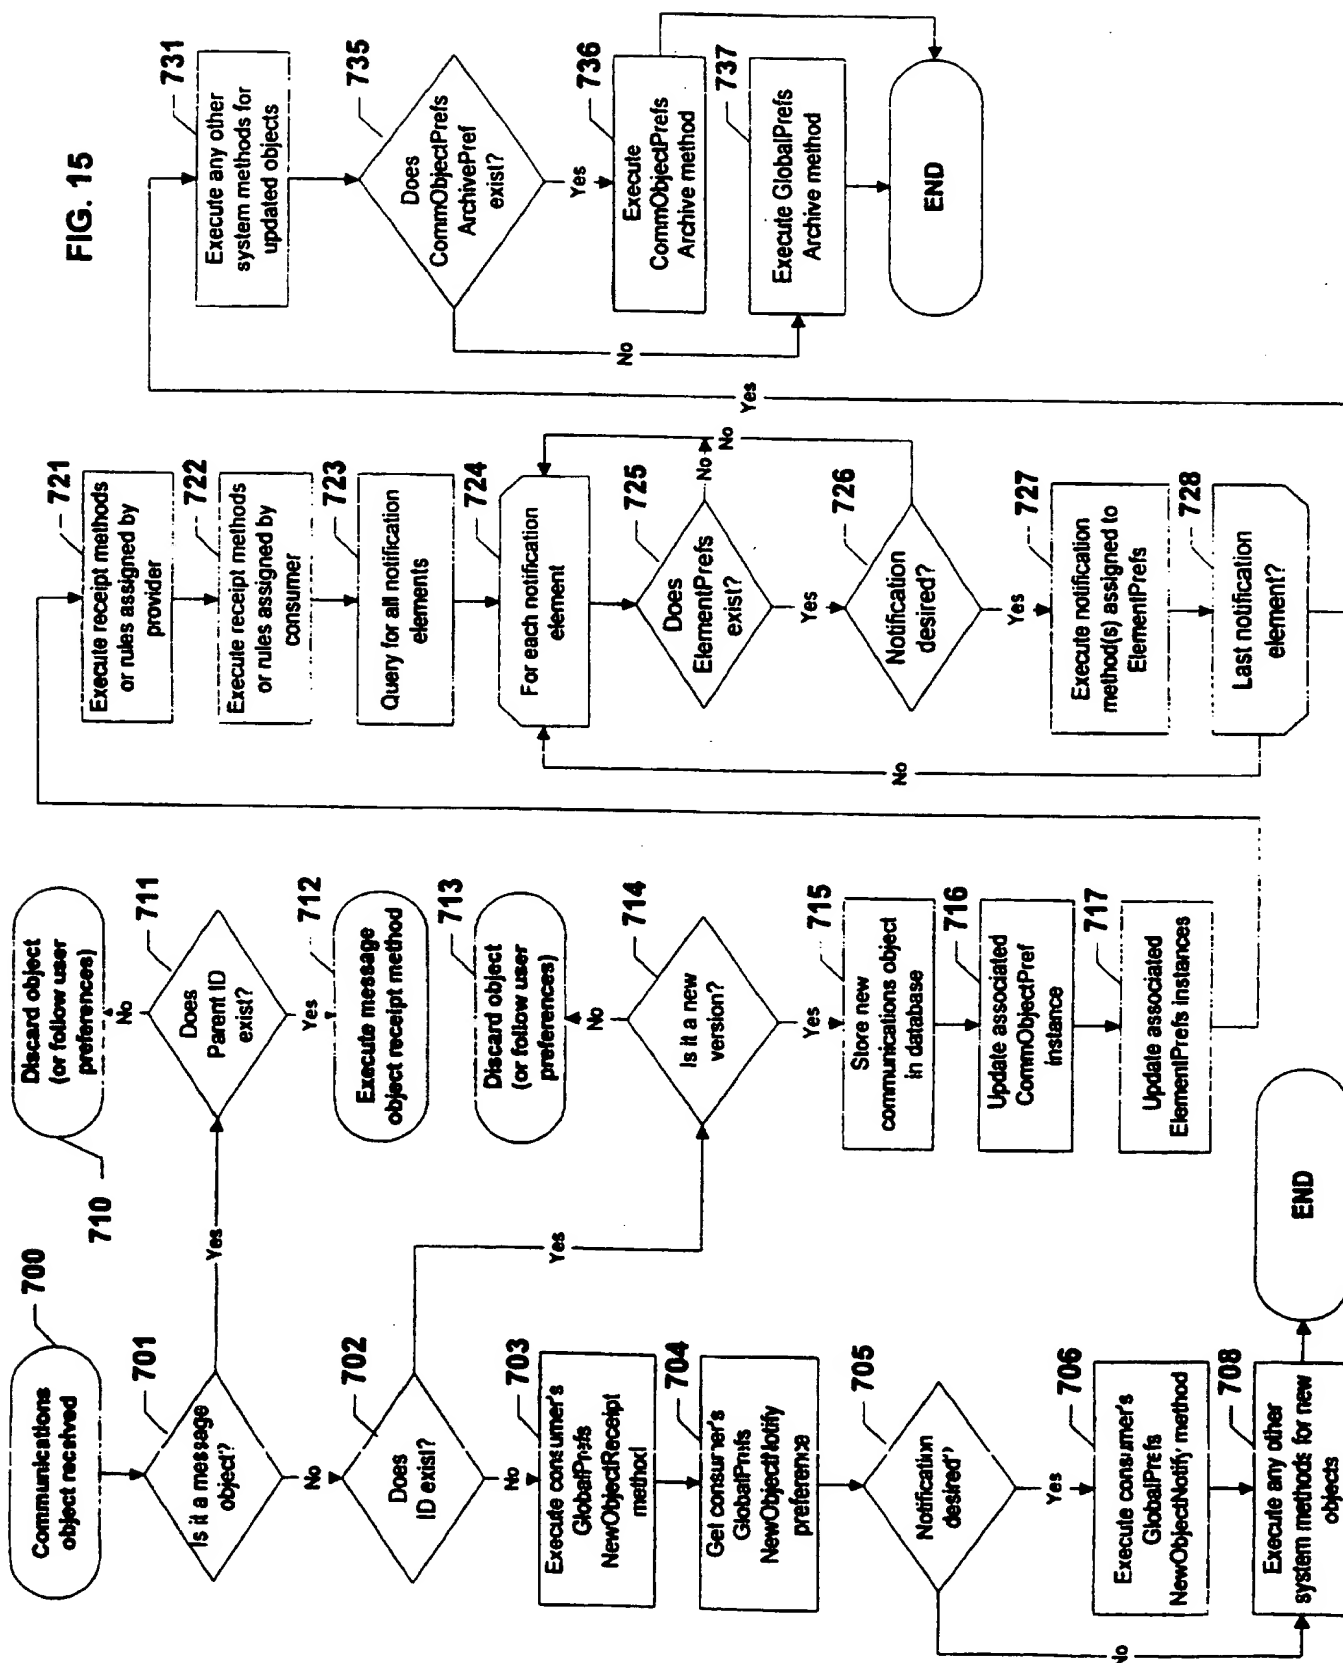 FIG. 15
700
Communications
object received
701
Is it a message
object?
Yes
No
702
Does
ID exist?
Yes
No
703
Execute consumer's
GlobalPrefs
NewObjectReceipt
method
704
Get consumer's
GlobalPrefs
NewObjectNotify
preference
705
Notification
desired?
Yes
No
706
Execute consumer's
GlobalPrefs
NewObjectNotify method
708
Execute any other
system methods for new
objects
END
710
Discard object
(or follow user
preferences)
No
711
Does
Parent ID
exist?
Yes
712
Execute message
object receipt method
713
Discard object
(or follow user
preferences)
No
714
Is it a new
version?
Yes
715
Store new
communications object
in database
716
Update associated
CommObjectPref
instance
717
Update associated
ElementPrefs instances
721
Execute receipt methods
or rules assigned by
provider
722
Execute receipt methods
or rules assigned by
consumer
723
Query for all notification
elements
724
For each notification
element
725
Does
ElementPrefs
exist?
No
No
Yes
726
Notification
desired?
Yes
727
Execute notification
method(s) assigned to
ElementPrefs
728
Last notification
element?
No
Yes
731
Execute any other
system methods for
updated objects
735
Does
CommObjectPrefs
ArchivePref
exist?
Yes
No
736
Execute
CommObjectPrefs
Archive method
737
Execute GlobalPrefs
Archive method
END